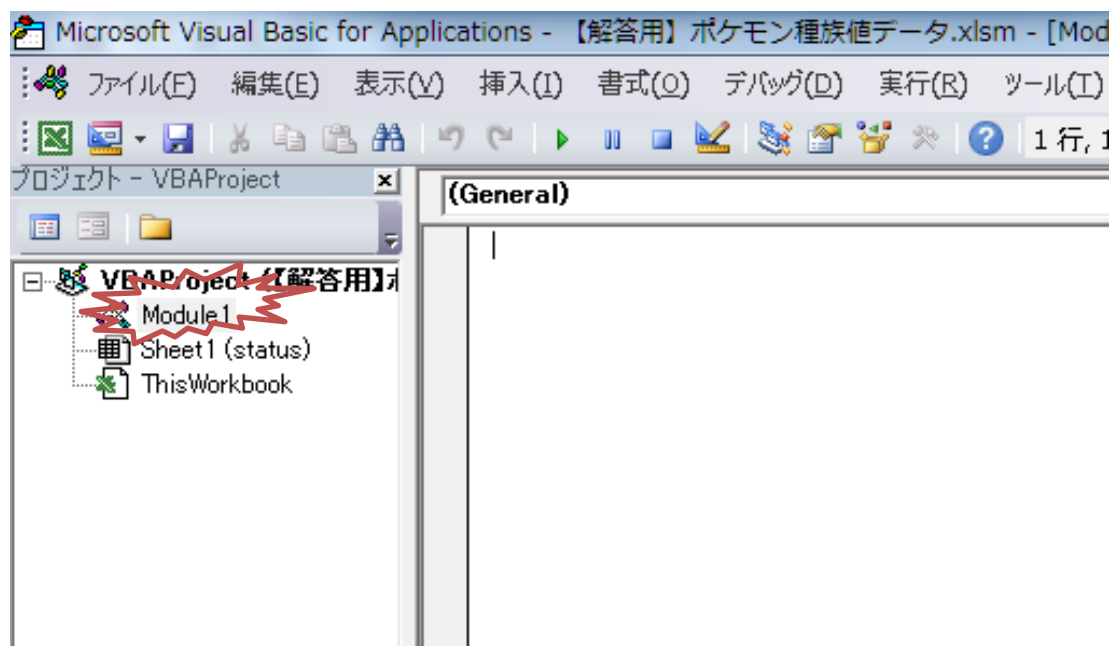 Microsoft Visual Basic for Applications - 【解答用】ポケモン種族値データ.xlsm - [Mod
ファイル(F) 編集(E) 表示(V) 挿入(I) 書式(O) デバッグ(D) 実行(R) ツール(T)
1 行, 1
プロジェクト - VBAProject
(General)
VBAProject (【解答用】ポ
Module1
Sheet1 (status)
ThisWorkbook